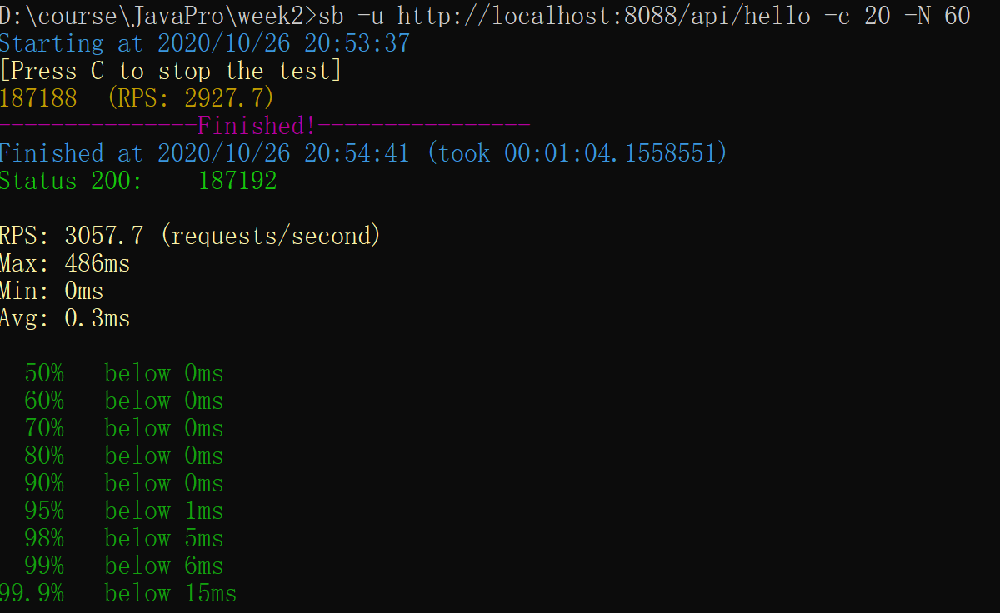 D:\course\JavaPro\week2>sb -u http://localhost:8088/api/hello -c 20 -N 60
Starting at 2020/10/26 20:53:37
[Press C to stop the test]
187188  (RPS: 2927.7)
---------------Finished!----------------
Finished at 2020/10/26 20:54:41 (took 00:01:04.1558551)
Status 200:    187192
RPS: 3057.7 (requests/second)
Max: 486ms
Min: 0ms
Avg: 0.3ms
50%   below 0ms
60%   below 0ms
70%   below 0ms
80%   below 0ms
90%   below 0ms
95%   below 1ms
98%   below 5ms
99%   below 6ms
99.9%   below 15ms